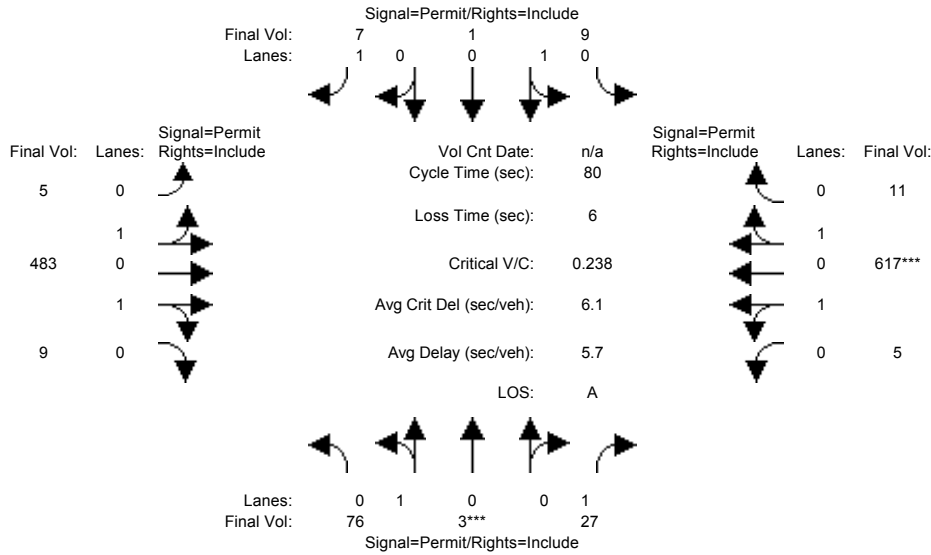 Signal=Permit/Rights=Include
Final Vol: 7 1 9
Lanes: 1 0 0 1 0
Signal=Permit
Final Vol: Lanes: Rights=Include
Vol Cnt Date: n/a
Signal=Permit
Rights=Include Lanes: Final Vol:
Cycle Time (sec): 80
5 0
0 11
Loss Time (sec): 6
1
1
483 0
Critical V/C: 0.238
0 617***
1
Avg Crit Del (sec/veh): 6.1
1
9 0
Avg Delay (sec/veh): 5.7
0 5
LOS: A
Lanes: 0 1 0 0 1
Final Vol: 76 3*** 27
Signal=Permit/Rights=Include